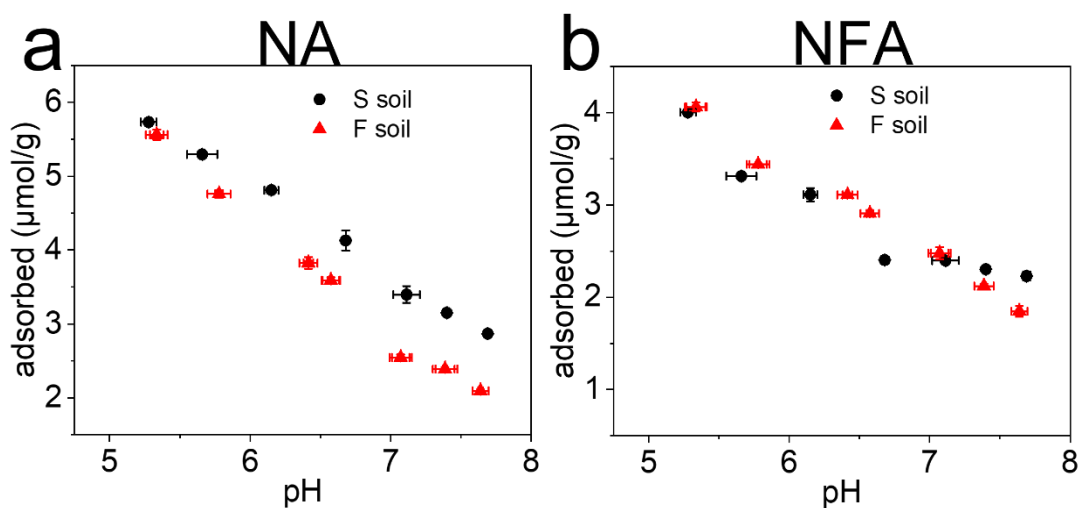 a NA
S soil
F soil
adsorbed (μmol/g)
6
5
4
3
2
5 6 7 8
pH
b NFA
S soil
F soil
adsorbed (μmol/g)
4
3
2
1
5 6 7 8
pH